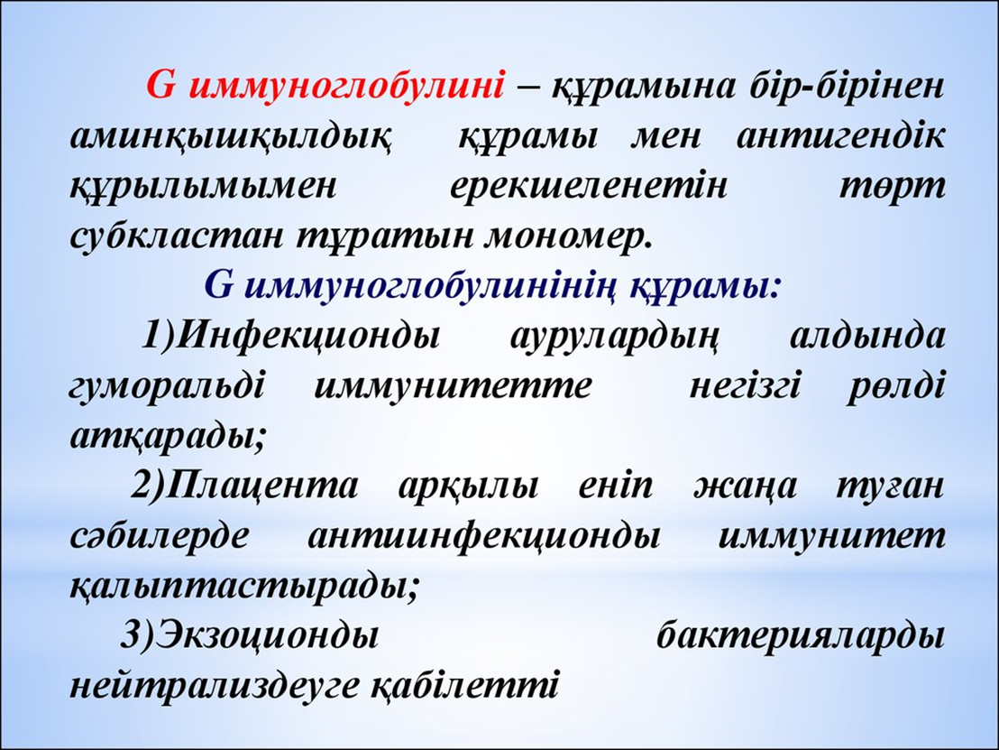 G иммуноглобулині – құрамына бір-бірінен
аминқышқылдық құрамы мен антигендік
құрылымымен ерекшеленетін төрт
субкластан тұратын мономер.
G иммуноглобулинінің құрамы:
1)Инфекционды аурулардың алдында
гуморальді иммунитетте негізгі рөлді
атқарады;
2)Плацента арқылы еніп жаңа туған
сәбилерде антиинфекционды иммунитет
қалыптастырады;
3)Экзоционды бактерияларды
нейтрализдеуге қабілетті